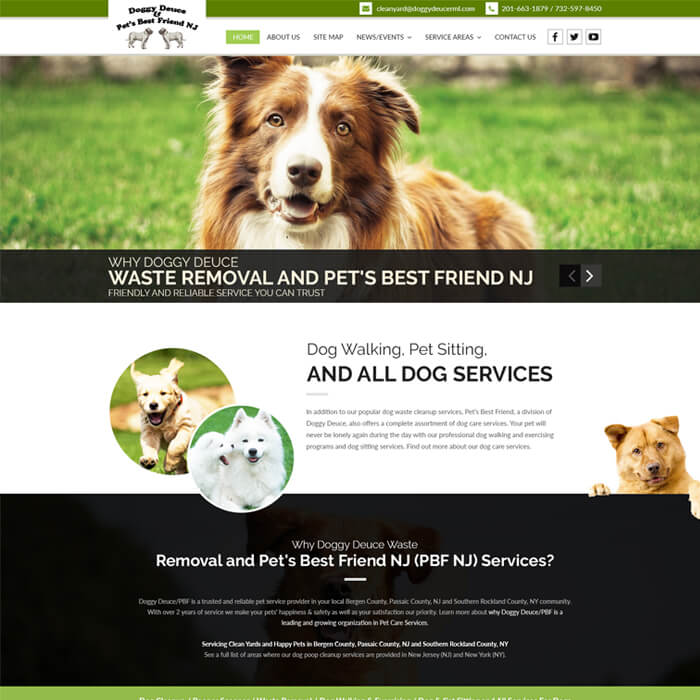 Doggy Deuce
&
Pet's Best Friend NJ
cleanyard@doggydeucerml.com
201-663-1879 / 732-597-8450
HOME
ABOUT US
SITE MAP
NEWS/EVENTS
SERVICE AREAS
CONTACT US
WHY DOGGY DEUCE
WASTE REMOVAL AND PET'S BEST FRIEND NJ
FRIENDLY AND RELIABLE SERVICE YOU CAN TRUST
Dog Walking, Pet Sitting,
AND ALL DOG SERVICES
In addition to our popular dog waste cleanup services, Pet's Best Friend, a division of
Doggy Deuce, also offers a complete assortment of dog care services. Your pet will
never be lonely again during the day with our professional dog walking and exercising
programs and dog sitting services. Find out more about our dog care services.
Why Doggy Deuce Waste
Removal and Pet's Best Friend NJ (PBF NJ) Services?
Doggy Deuce/PBF is a trusted and reliable pet service provider in your local Bergen County, Passaic County, NJ and Southern Rockland County, NY community.
With over 2 years of service we make your pets' happiness & safety as well as your satisfaction our priority. Learn more about why Doggy Deuce/PBF is a
leading and growing organization in Pet Care Services.
Servicing Clean Yards and Happy Pets in Bergen County, Passaic County, NJ and Southern Rockland County, NY
See a full list of areas where our dog poop cleanup services are provided in New Jersey (NJ) and New York (NY).